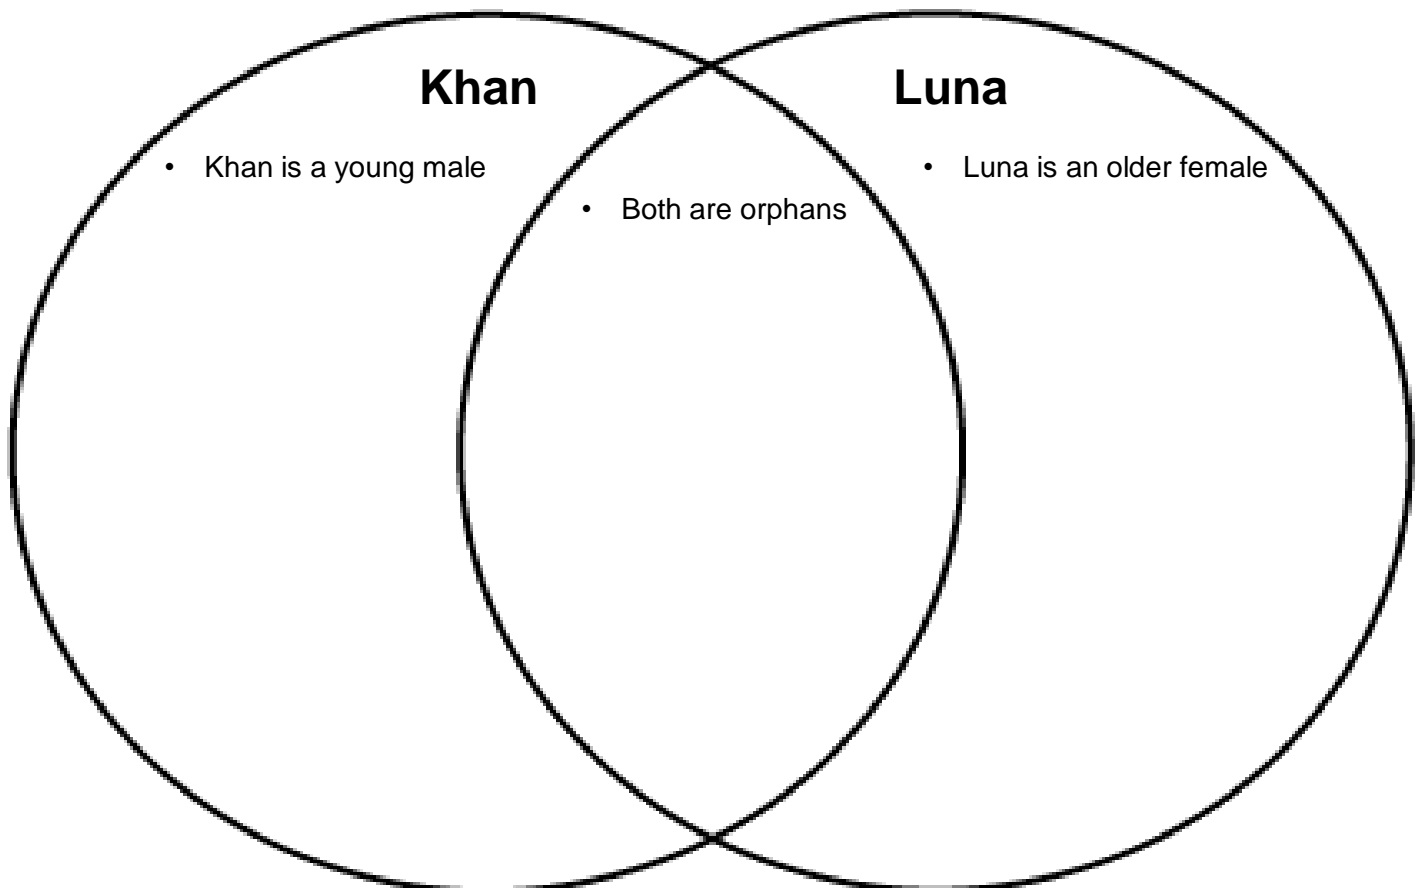 Khan
Luna
• Khan is a young male
• Both are orphans
• Luna is an older female